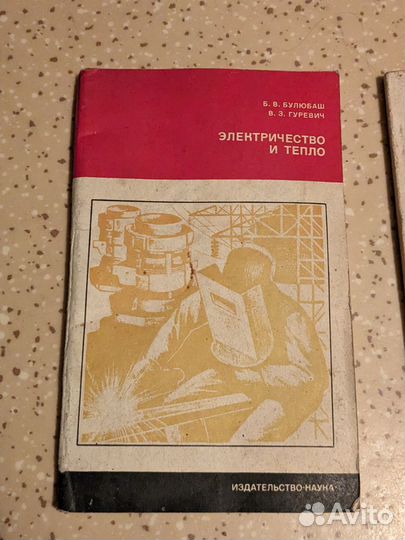 Б. В. БУЛЮБАШ
В. З. ГУРЕВИЧ
ЭЛЕКТРИЧЕСТВО
И ТЕПЛО
ИЗДАТЕЛЬСТВО·НАУКА·
Avito